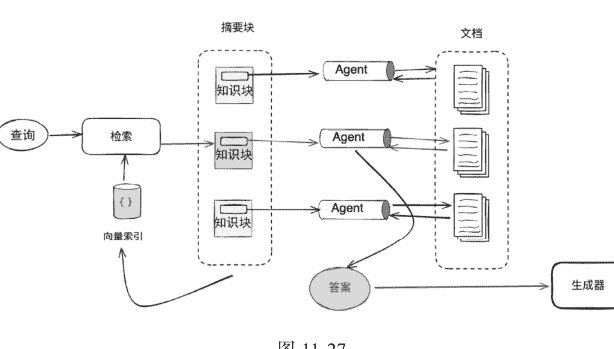 摘要块
文档
Agent
知识块
查询
检索
Agent
知识块
{ }
向量索引
Agent
知识块
答案
生成器
图 11-27